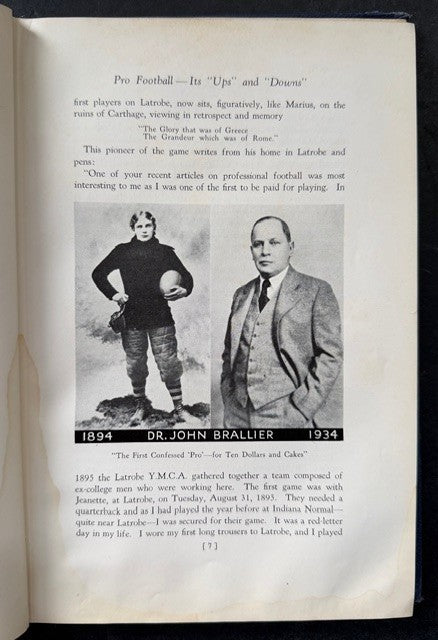 Pro Football—Its "Ups" and "Downs"
first players on Latrobe, now sits, figuratively, like Marius, on the
ruins of Carthage, viewing in retrospect and memory
"The Glory that was of Greece
The Grandeur which was of Rome."
This pioneer of the game writes from his home in Latrobe and
pens:
"One of your recent articles on professional football was most
interesting to me as I was one of the first to be paid for playing. In
1894 DR. JOHN BRALLIER 1934
"The First Confessed 'Pro'—for Ten Dollars and Cakes"
1895 the Latrobe Y.M.C.A. gathered together a team composed of
ex-college men who were working here. The first game was with
Jeanette, at Latrobe, on Tuesday, August 31, 1895. They needed a
quarterback and as I had played the year before at Indiana Normal—
quite near Latrobe—I was secured for their game. It was a red-letter
day in my life. I wore my first long trousers to Latrobe, and I played
[7]